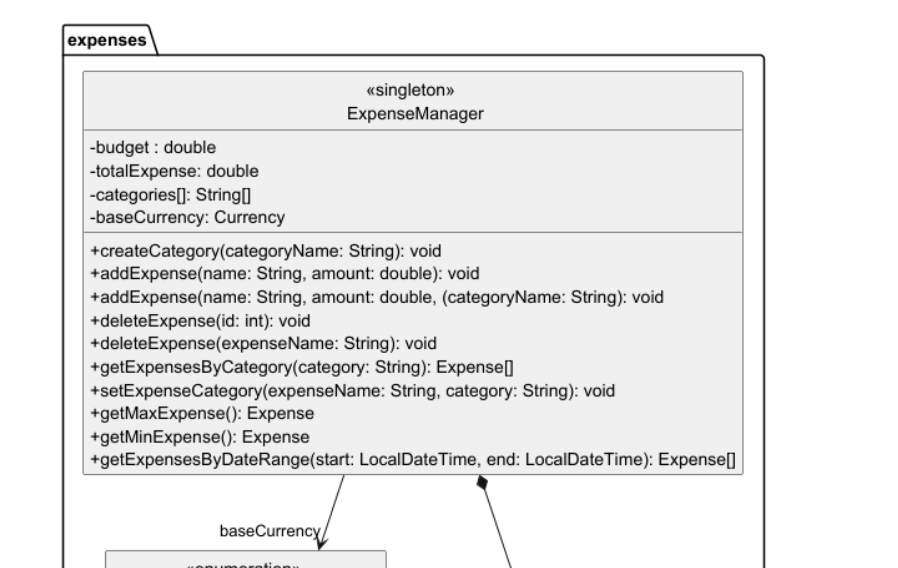 expenses
«singleton»
ExpenseManager
-budget : double
-totalExpense: double
-categories[]: String[]
-baseCurrency: Currency
+createCategory(categoryName: String): void
+addExpense(name: String, amount: double): void
+addExpense(name: String, amount: double, (categoryName: String): void
+deleteExpense(id: int): void
+deleteExpense(expenseName: String): void
+getExpensesByCategory(category: String): Expense[]
+setExpenseCategory(expenseName: String, category: String): void
+getMaxExpense(): Expense
+getMinExpense(): Expense
+getExpensesByDateRange(start: LocalDateTime, end: LocalDateTime): Expense[]
baseCurrency
«enumeration»